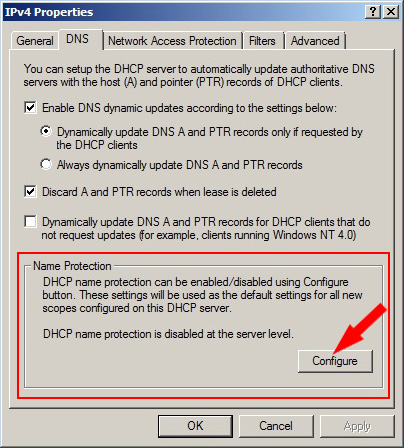 IPv4 Properties
General
DNS
Network Access Protection
Filters
Advanced
You can setup the DHCP server to automatically update authoritative DNS
servers with the host (A) and pointer (PTR) records of DHCP clients.
Enable DNS dynamic updates according to the settings below:
Dynamically update DNS A and PTR records only if requested by
the DHCP clients
Always dynamically update DNS A and PTR records
Discard A and PTR records when lease is deleted
Dynamically update DNS A and PTR records for DHCP clients that do
not request updates (for example, clients running Windows NT 4.0)
Name Protection
DHCP name protection can be enabled/disabled using Configure
button. These settings will be used as the default settings for all new
scopes configured on this DHCP server.
DHCP name protection is disabled at the server level.
Configure
OK
Cancel
Apply